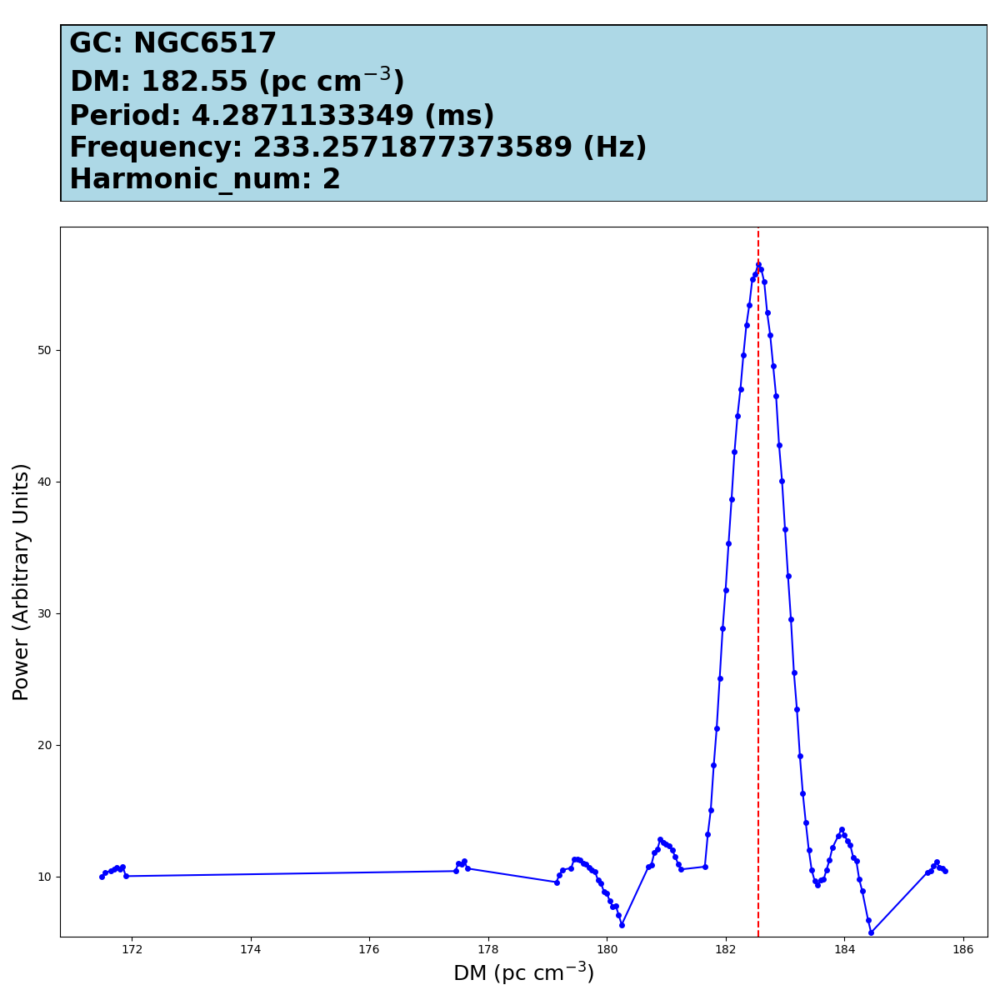 GC: NGC6517
DM: 182.55 (pc cm⁻³)
Period: 4.2871133349 (ms)
Frequency: 233.2571877373589 (Hz)
Harmonic_num: 2
Power (Arbitrary Units)
50
40
30
20
10
172 174 176 178 180 182 184 186
DM (pc cm⁻³)